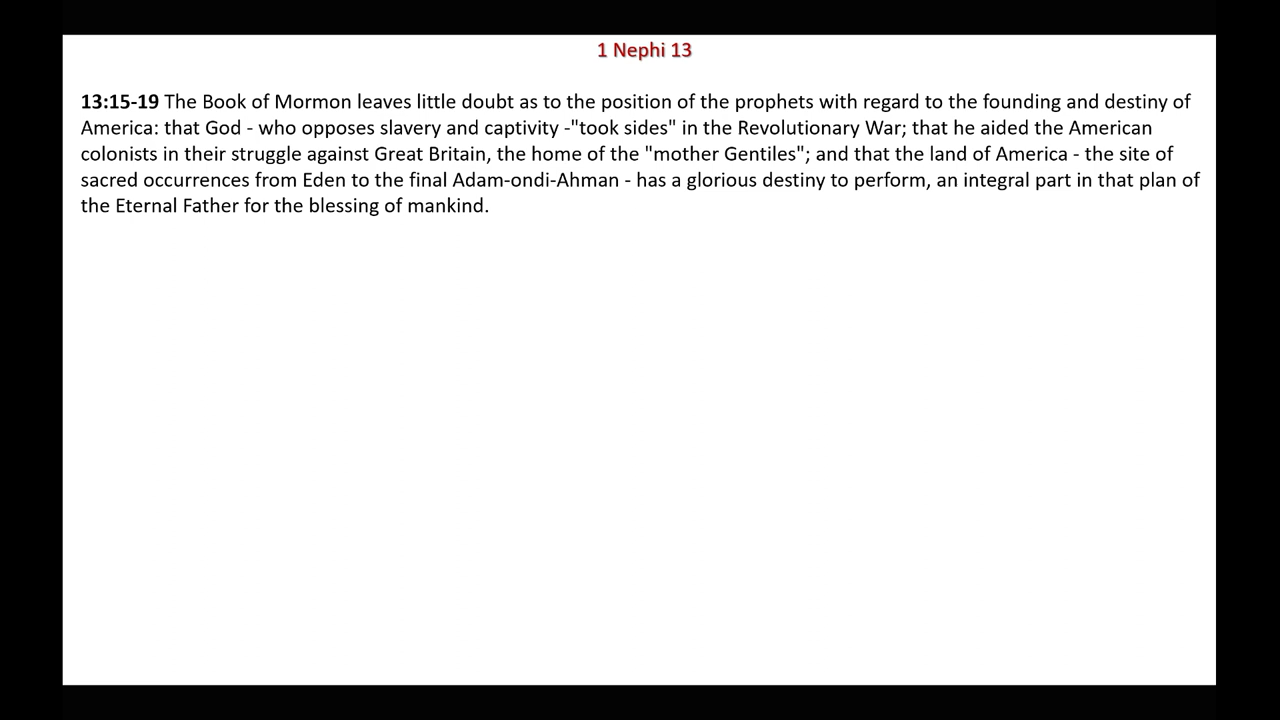 1 Nephi 13
13:15-19 The Book of Mormon leaves little doubt as to the position of the prophets with regard to the founding and destiny of
America: that God - who opposes slavery and captivity -"took sides" in the Revolutionary War; that he aided the American
colonists in their struggle against Great Britain, the home of the "mother Gentiles"; and that the land of America - the site of
sacred occurrences from Eden to the final Adam-ondi-Ahman - has a glorious destiny to perform, an integral part in that plan of
the Eternal Father for the blessing of mankind.